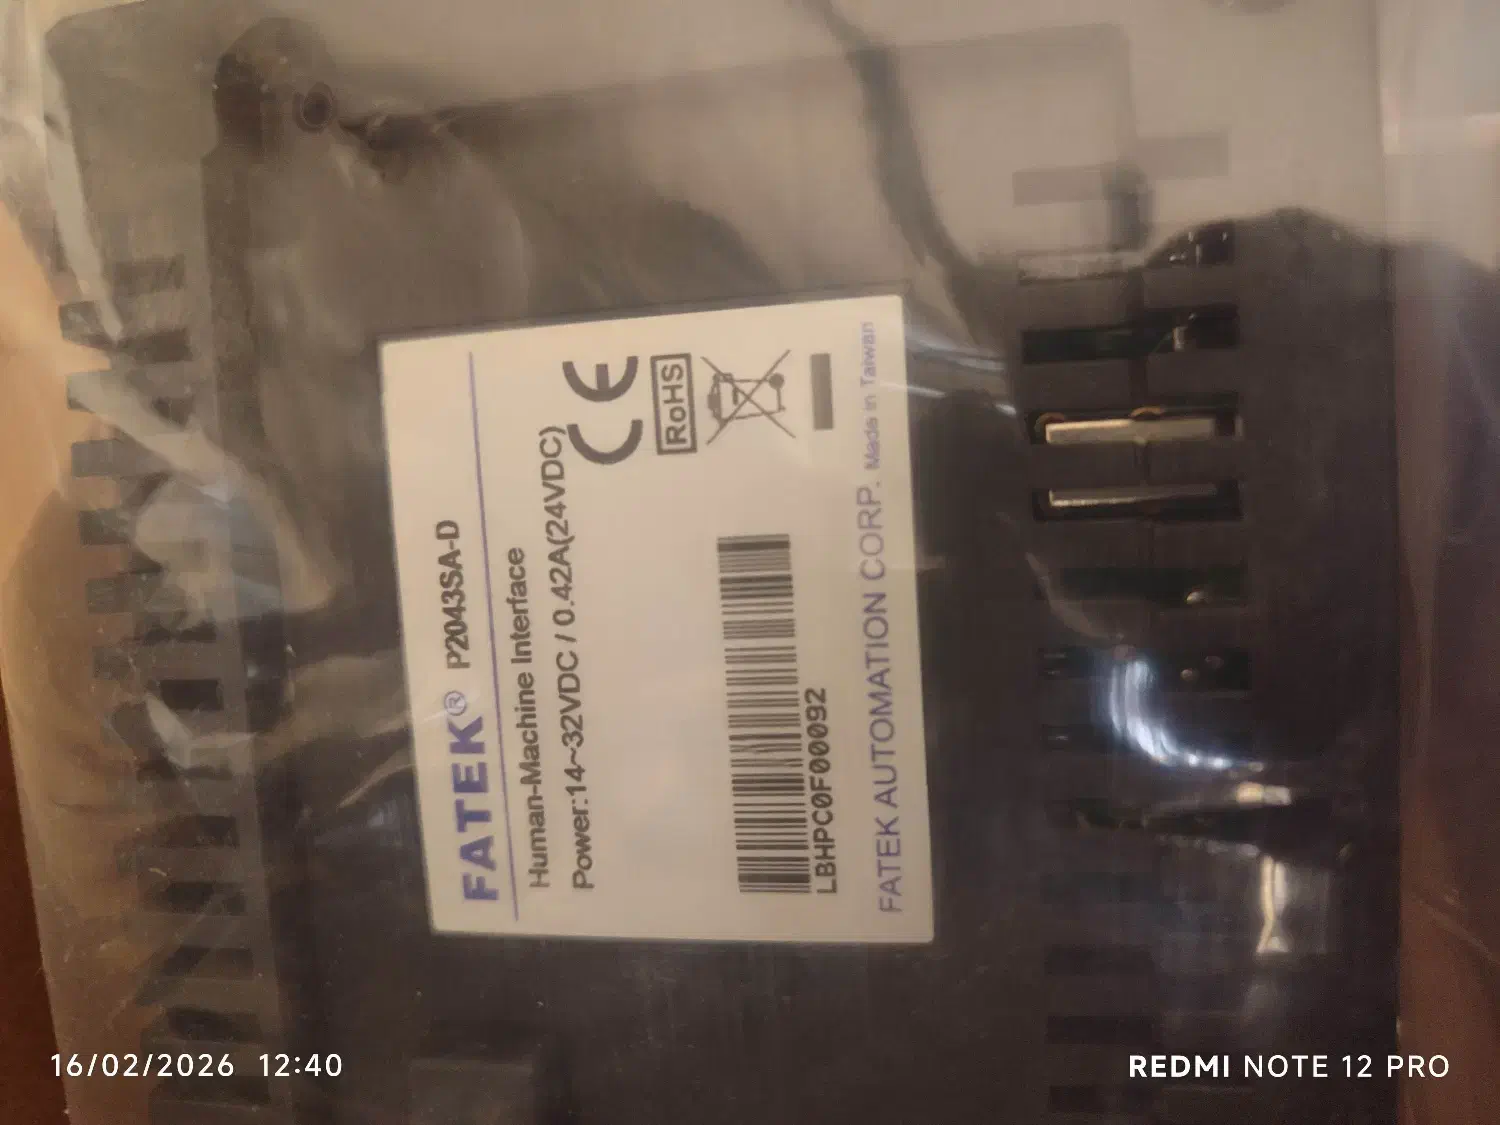 FATEK® P2043SA-D
Human-Machine Interface
Power:14~32VDC / 0.42A(24VDC)
CE
RoHS
LBHPC0F00092
FATEK AUTOMATION CORP. Made in Taiwan
16/02/2026 12:40
REDMI NOTE 12 PRO